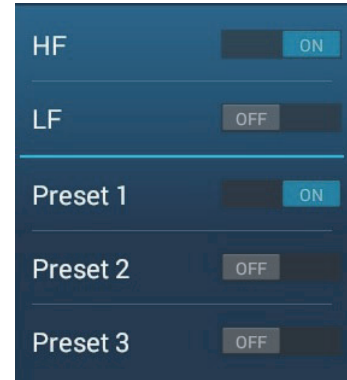 HF ON
LF OFF
Preset 1 ON
Preset 2 OFF
Preset 3 OFF